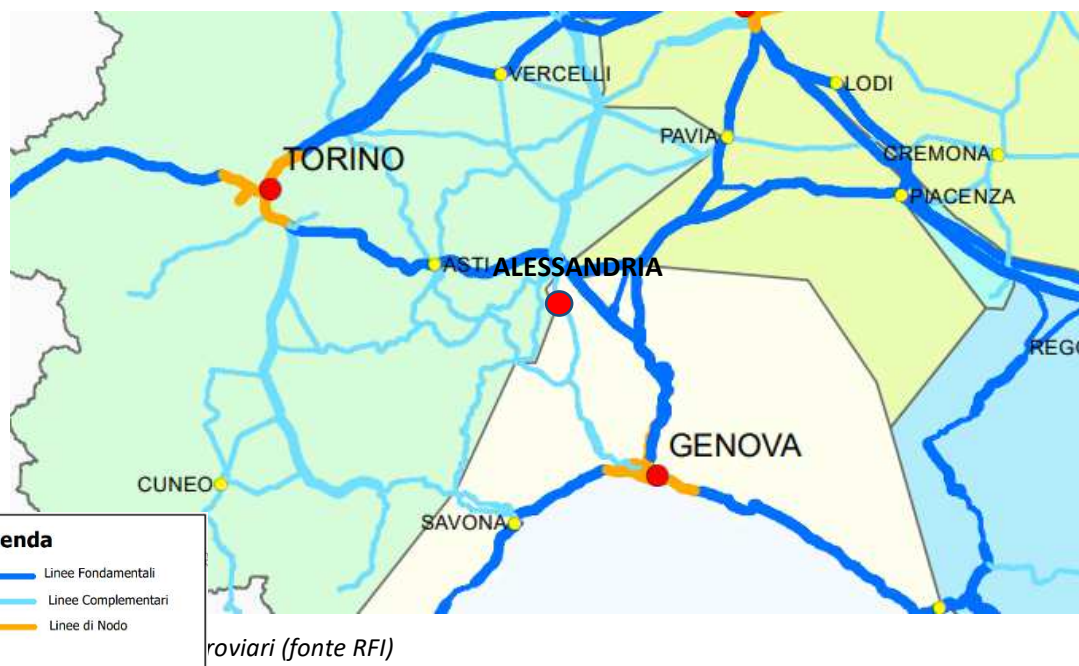 VERCELLI
LODI
PAVIA
CREMONA
TORINO
PIACENZA
ASTI ALESSANDRIA
REGG
GENOVA
CUNEO
SAVONA
enda
Linee Fondamentali
Linee Complementari
Linee di Nodo
roviari (fonte RFI)